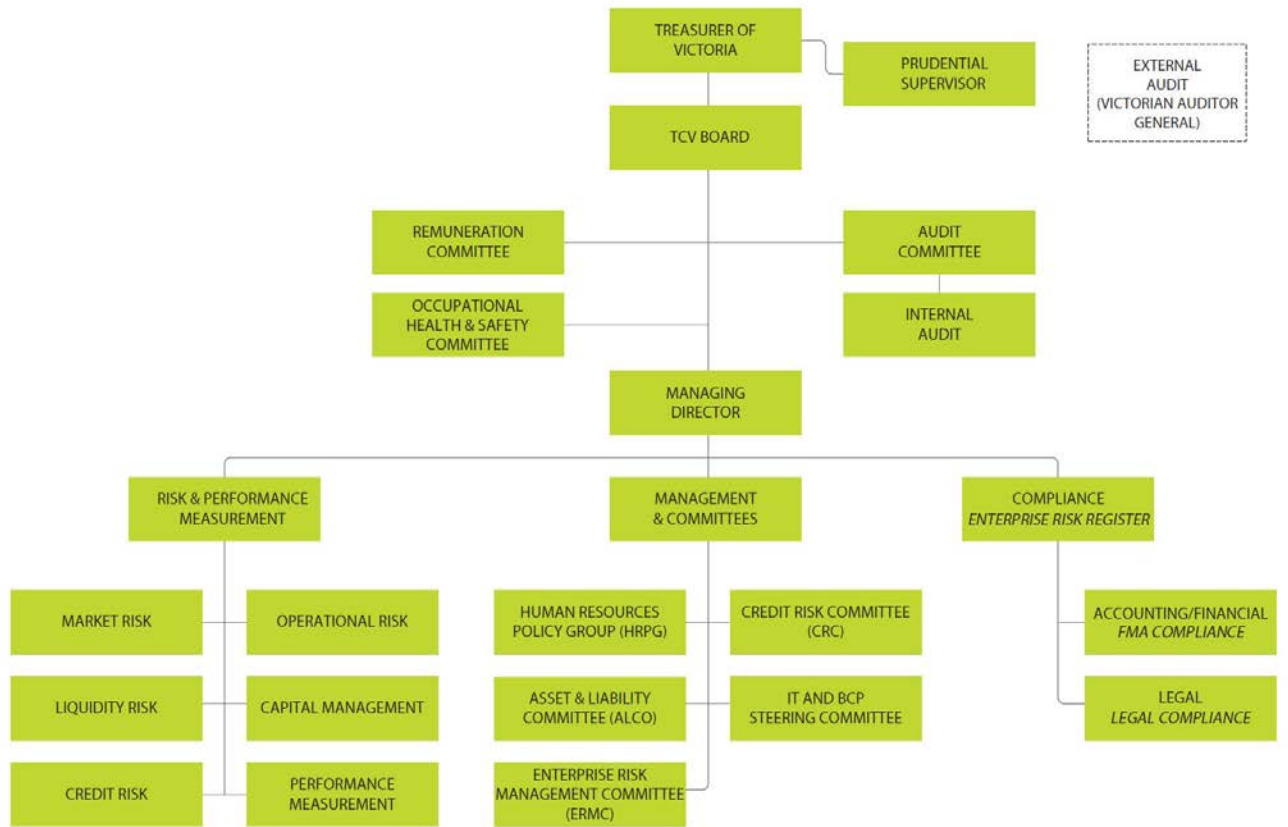 TREASURER OF
VICTORIA
PRUDENTIAL
SUPERVISOR
EXTERNAL
AUDIT
(VICTORIAN AUDITOR
GENERAL)
TCV BOARD
REMUNERATION
COMMITTEE
AUDIT
COMMITTEE
OCCUPATIONAL
HEALTH & SAFETY
COMMITTEE
INTERNAL
AUDIT
MANAGING
DIRECTOR
RISK & PERFORMANCE
MEASUREMENT
MANAGEMENT
& COMMITTEES
COMPLIANCE
ENTERPRISE RISK REGISTER
MARKET RISK
OPERATIONAL RISK
HUMAN RESOURCES
POLICY GROUP (HRPG)
CREDIT RISK COMMITTEE
(CRC)
ACCOUNTING/FINANCIAL
FMA COMPLIANCE
LIQUIDITY RISK
CAPITAL MANAGEMENT
ASSET & LIABILITY
COMMITTEE (ALCO)
IT AND BCP
STEERING COMMITTEE
LEGAL
LEGAL COMPLIANCE
CREDIT RISK
PERFORMANCE
MEASUREMENT
ENTERPRISE RISK
MANAGEMENT COMMITTEE
(ERMC)